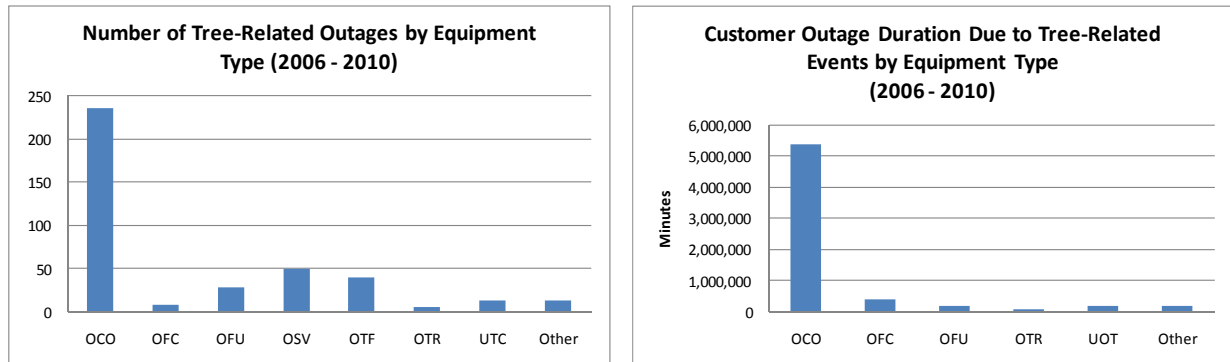 Number of Tree-Related Outages by Equipment
Type (2006 - 2010)
250
200
150
100
50
0
OCO OFC OFU OSV OTF OTR UTC Other
Customer Outage Duration Due to Tree-Related
Events by Equipment Type
(2006 - 2010)
Minutes
6,000,000
5,000,000
4,000,000
3,000,000
2,000,000
1,000,000
0
OCO OFC OFU OTR UOT Other